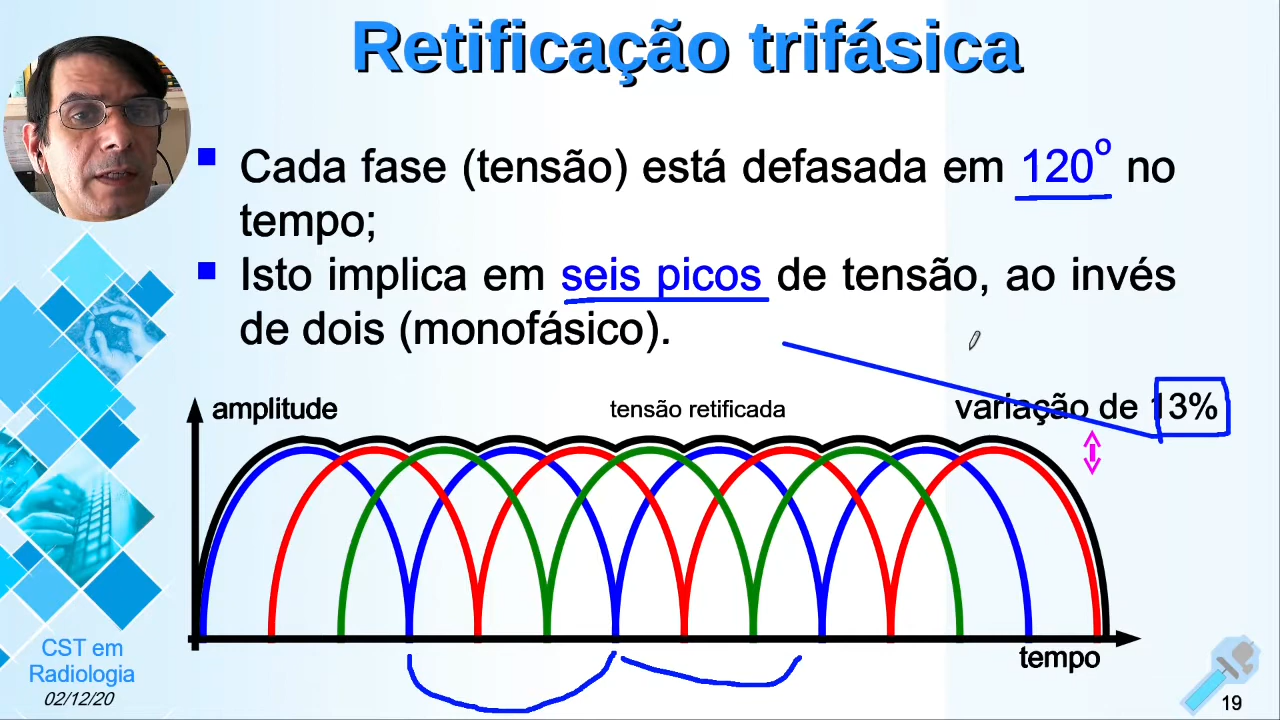 Retificação trifásica
Cada fase (tensão) está defasada em 120º no
tempo;
Isto implica em seis picos de tensão, ao invés
de dois (monofásico).
amplitude
tensão retificada
variação de 13%
tempo
CST em
Radiologia
02/12/20
19